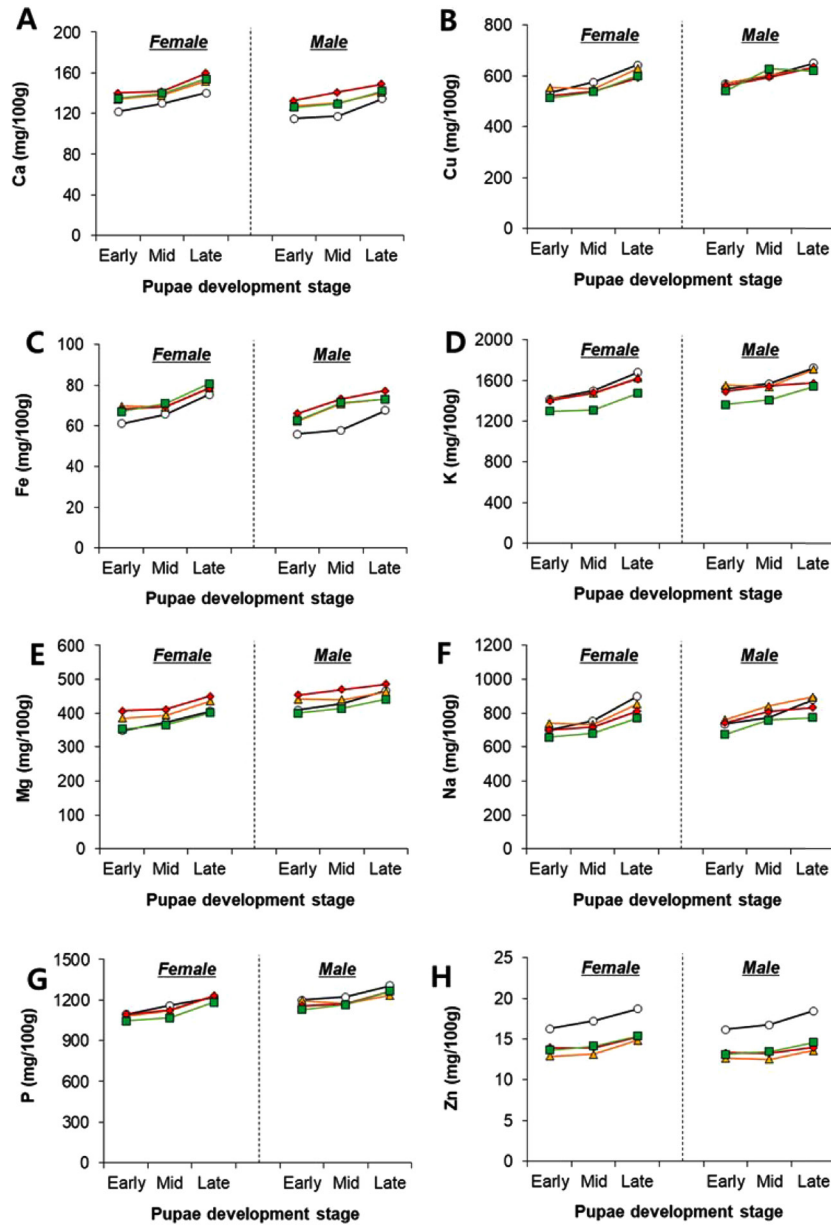 A
Ca (mg/100g)
200
160
120
80
40
0
Female
Male
Early Mid Late Early Mid Late
Pupae development stage
B
Cu (mg/100g)
800
600
400
200
0
Female
Male
Early Mid Late Early Mid Late
Pupae development stage
C
Fe (mg/100g)
100
80
60
40
20
0
Female
Male
Early Mid Late Early Mid Late
Pupae development stage
D
K (mg/100g)
2000
1600
1200
800
400
0
Female
Male
Early Mid Late Early Mid Late
Pupae development stage
E
Mg (mg/100g)
600
500
400
300
200
100
0
Female
Male
Early Mid Late Early Mid Late
Pupae development stage
F
Na (mg/100g)
1200
1000
800
600
400
200
0
Female
Male
Early Mid Late Early Mid Late
Pupae development stage
G
P (mg/100g)
1500
1200
900
600
300
0
Female
Male
Early Mid Late Early Mid Late
Pupae development stage
H
Zn (mg/100g)
25
20
15
10
5
0
Female
Male
Early Mid Late Early Mid Late
Pupae development stage